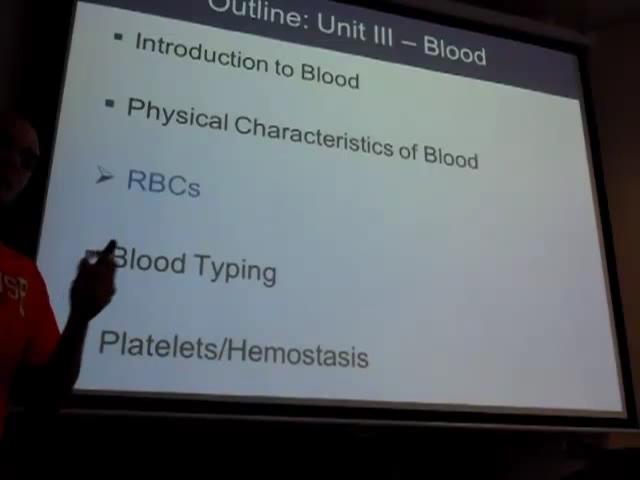 Outline: Unit III – Blood
Introduction to Blood
Physical Characteristics of Blood
RBCs
Blood Typing
Platelets/Hemostasis